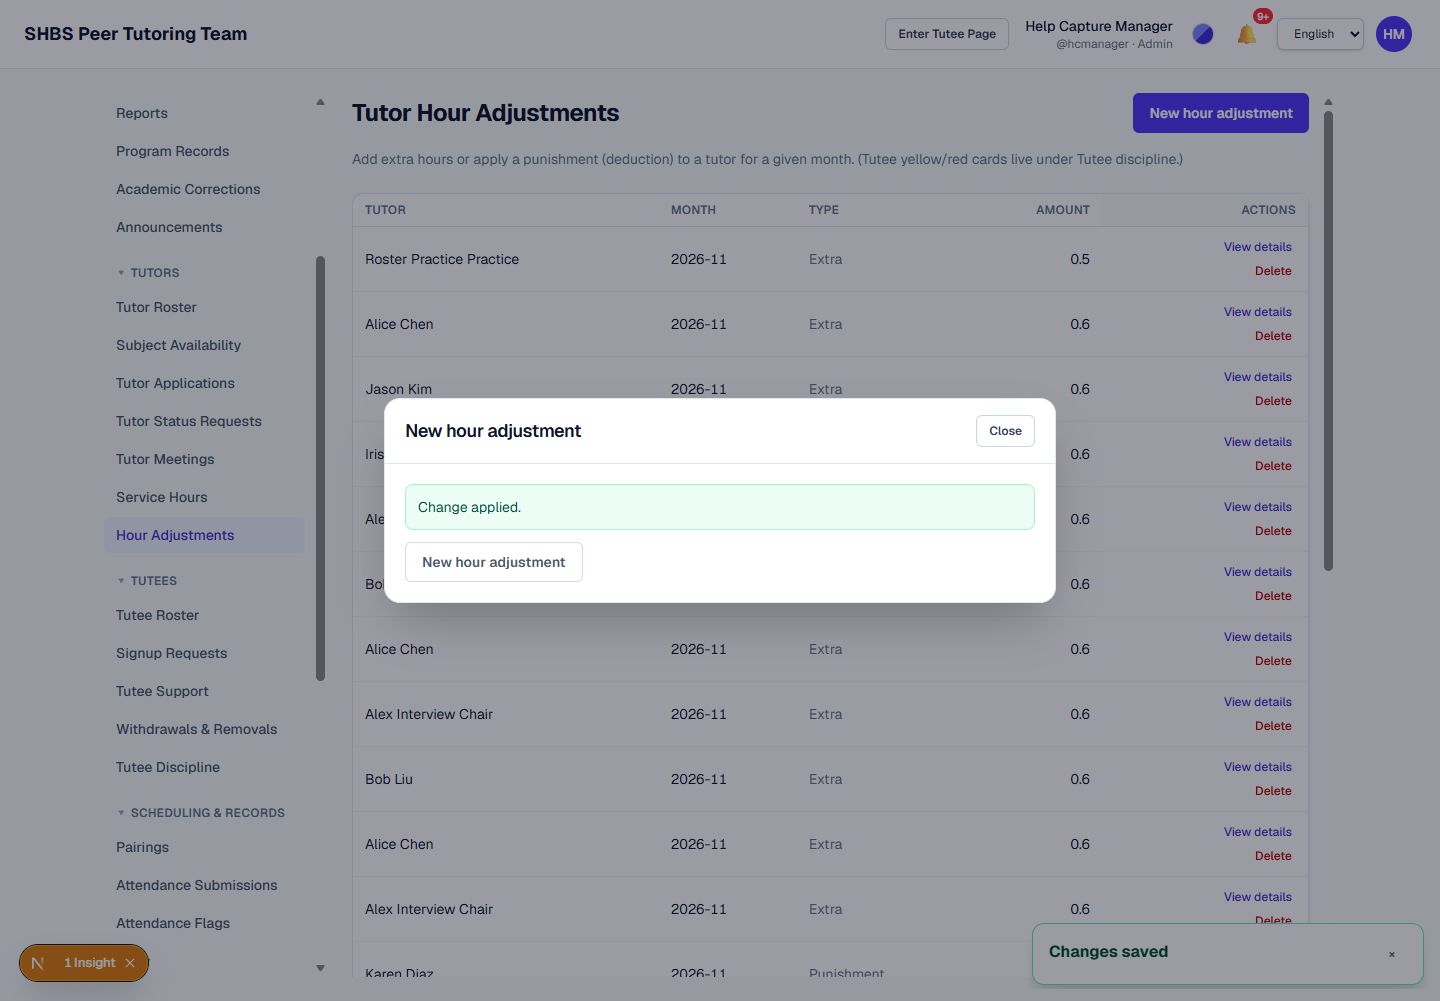 SHBS Peer Tutoring Team
Enter Tutee Page
Help Capture Manager
@hcmanager · Admin
9+
English
HM
Reports
Program Records
Academic Corrections
Announcements
TUTORS
Tutor Roster
Subject Availability
Tutor Applications
Tutor Status Requests
Tutor Meetings
Service Hours
Hour Adjustments
TUTEES
Tutee Roster
Signup Requests
Tutee Support
Withdrawals & Removals
Tutee Discipline
SCHEDULING & RECORDS
Pairings
Attendance Submissions
Attendance Flags
1 Insight
Tutor Hour Adjustments
New hour adjustment
Add extra hours or apply a punishment (deduction) to a tutor for a given month. (Tutee yellow/red cards live under Tutee discipline.)
TUTOR MONTH TYPE AMOUNT ACTIONS
Roster Practice Practice 2026-11 Extra 0.5 View details
Delete
Alice Chen 2026-11 Extra 0.6 View details
Delete
Jason Kim 2026-11 Extra 0.6 View details
Delete
New hour adjustment
Close
Change applied.
New hour adjustment
Iris 0.6 View details
Delete
Ale 0.6 View details
Delete
Bo 0.6 View details
Delete
Alice Chen 2026-11 Extra 0.6 View details
Delete
Alex Interview Chair 2026-11 Extra 0.6 View details
Delete
Bob Liu 2026-11 Extra 0.6 View details
Delete
Alice Chen 2026-11 Extra 0.6 View details
Delete
Alex Interview Chair 2026-11 Extra 0.6 View details
Delete
Karen Diaz 2026-11 Punishment
Changes saved
×